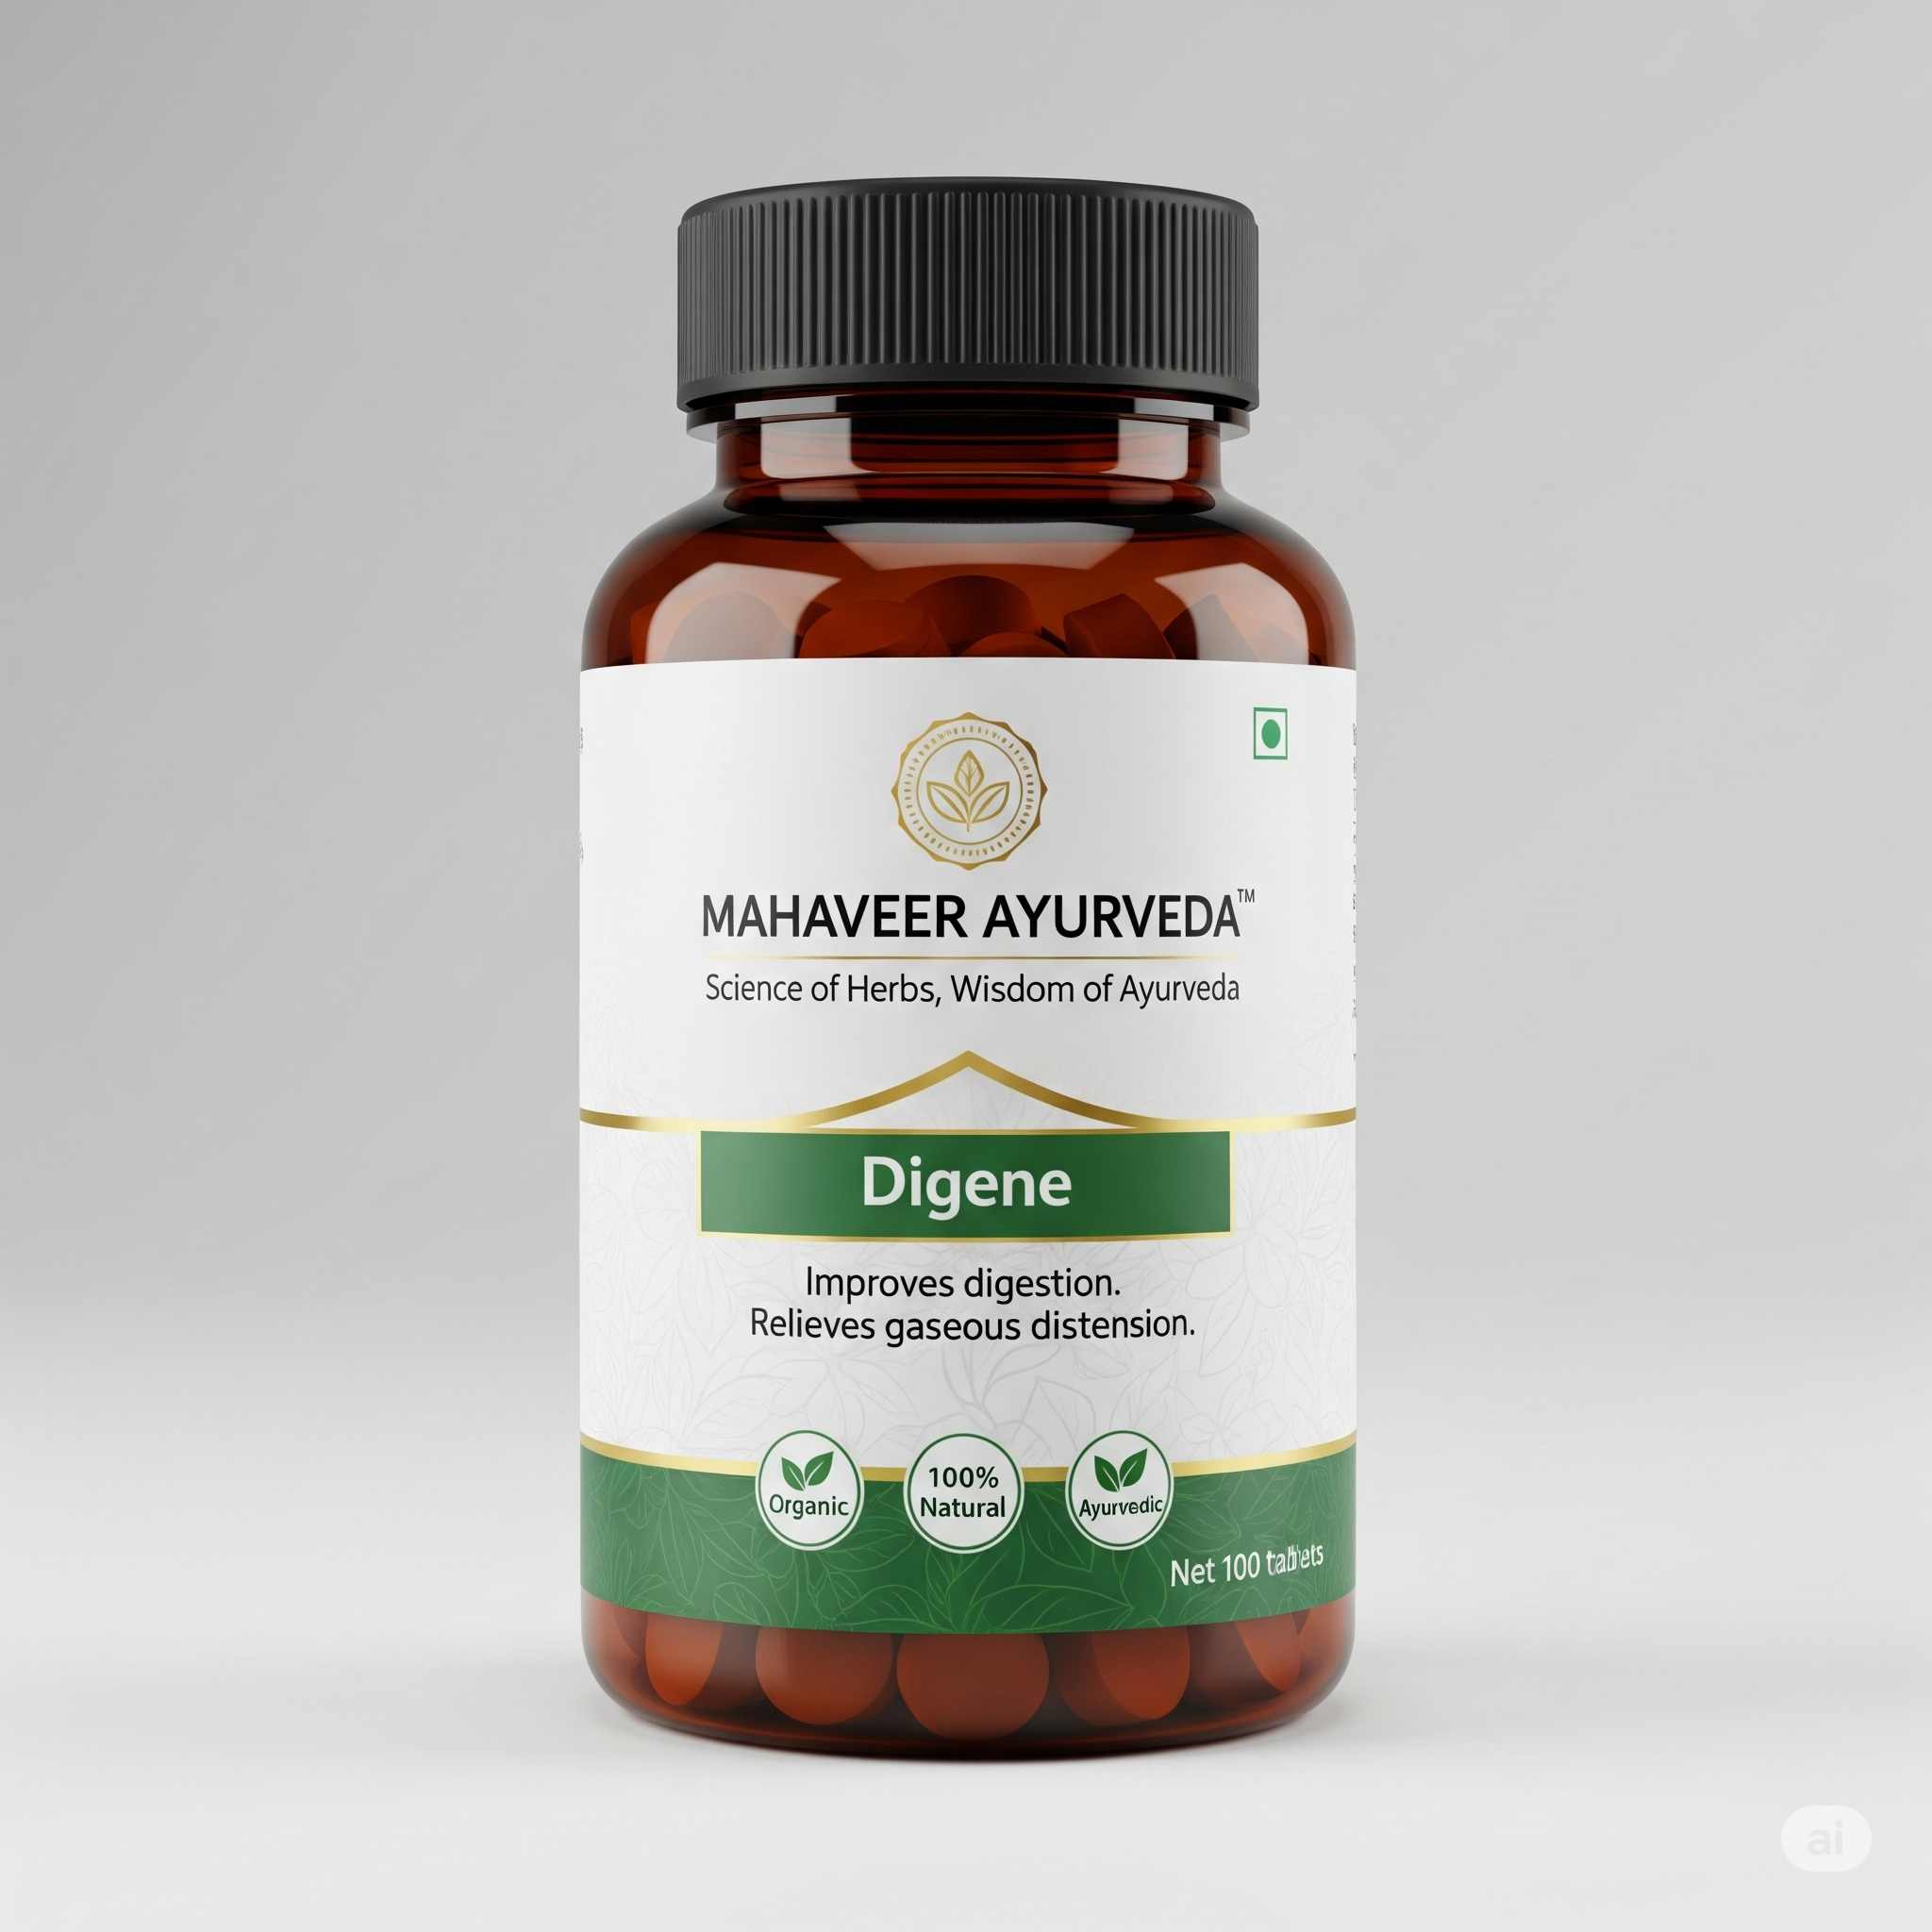 MAHAVEER AYURVEDA™
Science of Herbs, Wisdom of Ayurveda
Digene
Improves digestion.
Relieves gaseous distension.
Organic
100%
Natural
Ayurvedic
Net 100
ai